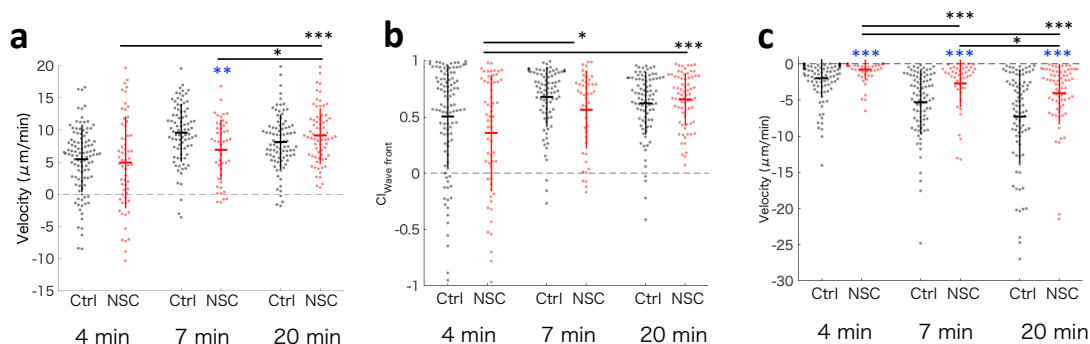 a
Velocity (μm/min)
20
15
10
5
0
-5
-10
-15
***
*
**
Ctrl NSC Ctrl NSC Ctrl NSC
4 min 7 min 20 min
b
CI Wave front
1
0.5
0
-0.5
-1
*
***
Ctrl NSC Ctrl NSC Ctrl NSC
4 min 7 min 20 min
c
Velocity (μm/min)
0
-5
-10
-15
-20
-25
-30
***
***
*
*** *** ***
Ctrl NSC Ctrl NSC Ctrl NSC
4 min 7 min 20 min